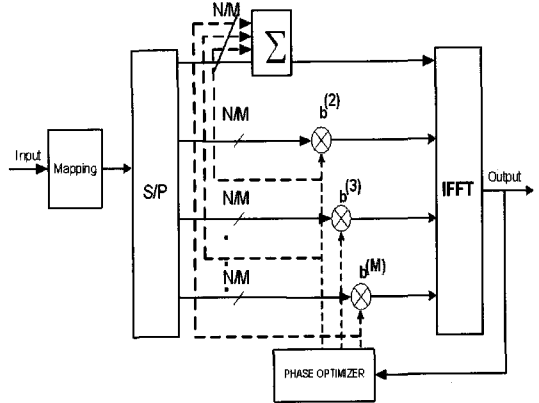 N/M
Σ
b(2)
N/M
Input
Mapping
S/P
IFFT
Output
b(3)
N/M
b(M)
N/M
PHASE OPTIMIZER